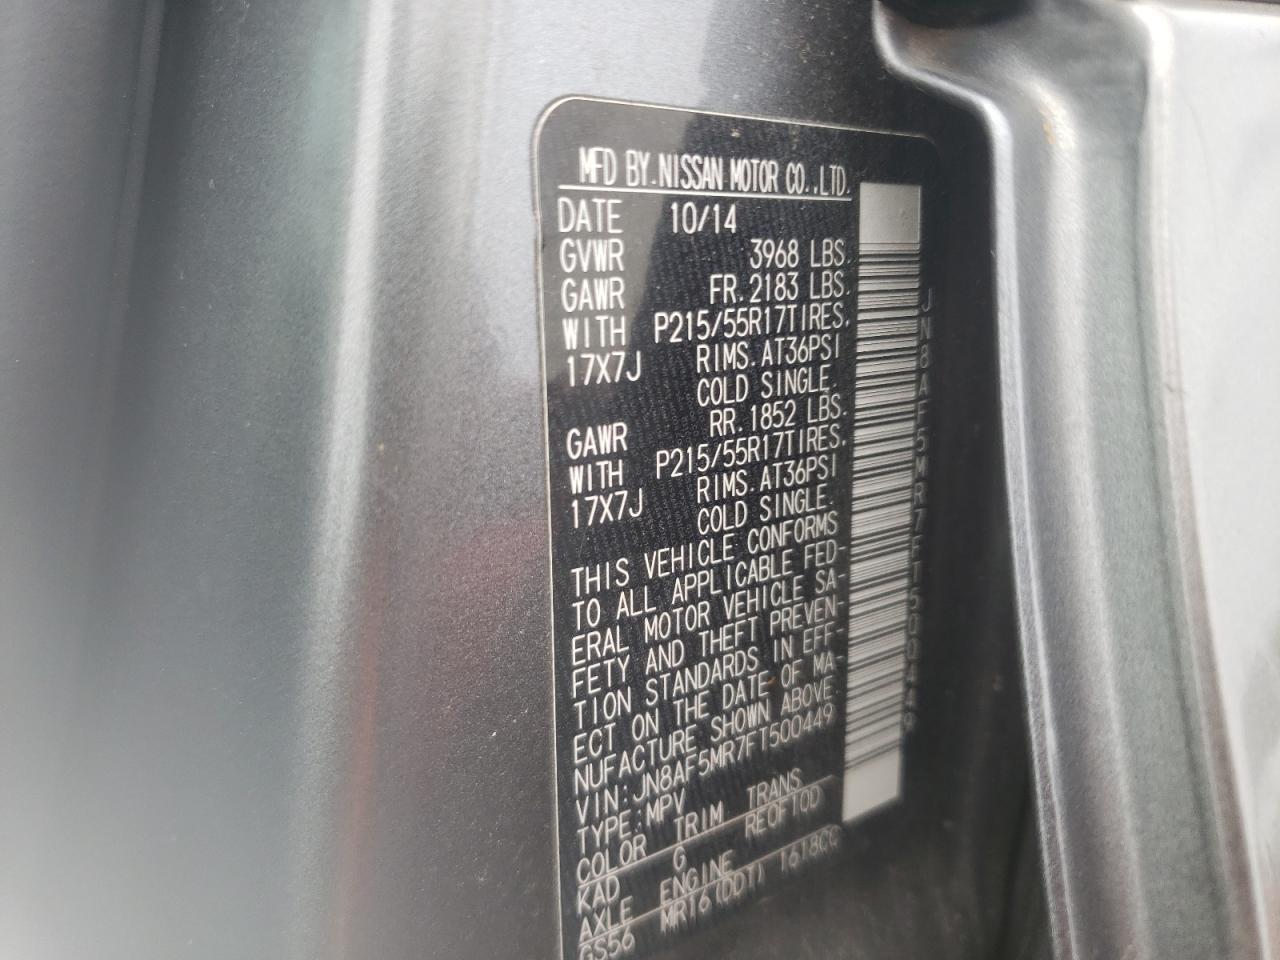 MFD BY.NISSAN MOTOR CO.,LTD.
DATE 10/14
GVWR 3968 LBS.
GAWR FR.2183 LBS.
WITH P215/55R17TIRES,
17X7J RIMS.AT36PSI
COLD SINGLE.
GAWR RR.1852 LBS.
WITH P215/55R17TIRES,
17X7J RIMS.AT36PSI
COLD SINGLE.
THIS VEHICLE CONFORMS
TO ALL APPLICABLE FED-
ERAL MOTOR VEHICLE SA-
FETY AND THEFT PREVEN-
TION STANDARDS IN EFF-
ECT ON THE DATE OF MA-
NUFACTURE SHOWN ABOVE.
VIN:JN8AF5MR7FT500449
TYPE:MPV
COLOR TRIM TRANS
KAD G REOF10D
AXLE ENGINE
GS56 MR16(DDT) 1618CC
JN8AF5MR7FT500449